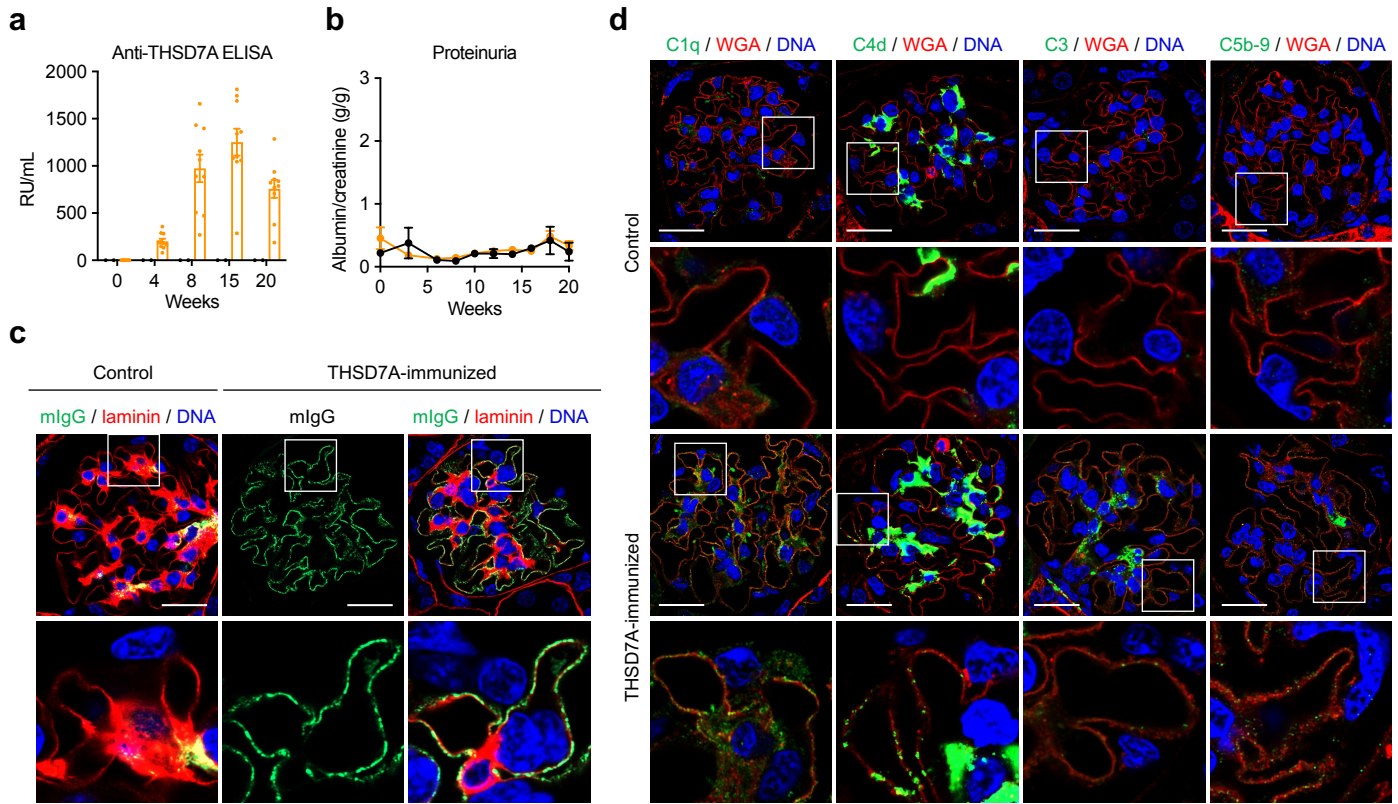 a
Anti-THSD7A ELISA
RU/mL
2000
1500
1000
500
0
0 4 8 15 20
Weeks
b
Proteinuria
Albumin/creatinine (g/g)
3
2
1
0
0 5 10 15 20
Weeks
c
Control THSD7A-immunized
mIgG / laminin / DNA mIgG mIgG / laminin / DNA
d
C1q / WGA / DNA C4d / WGA / DNA C3 / WGA / DNA C5b-9 / WGA / DNA
Control
THSD7A-immunized